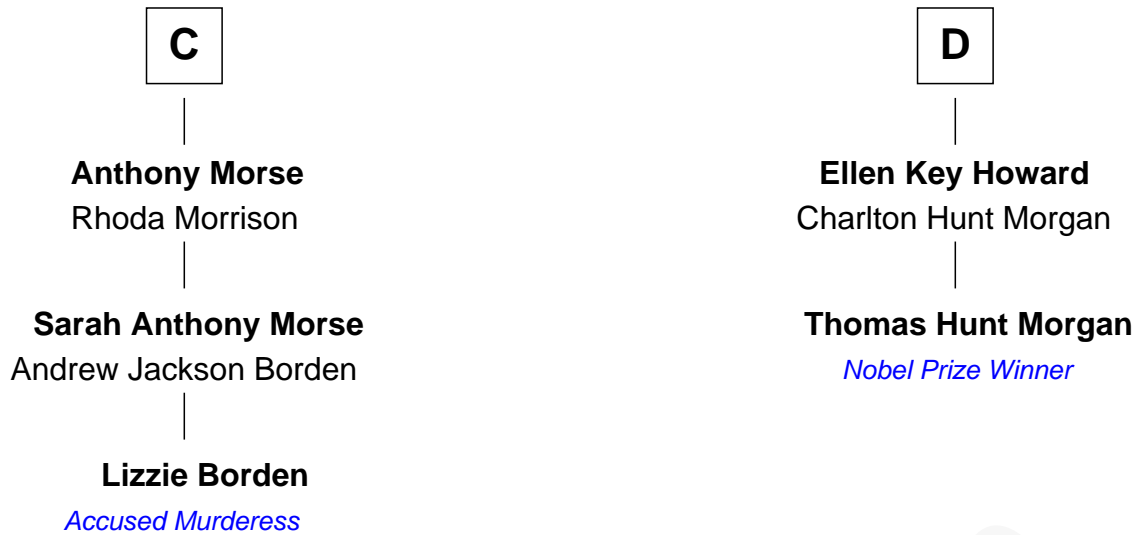 C
Anthony Morse
Rhoda Morrison
Sarah Anthony Morse
Andrew Jackson Borden
Lizzie Borden
Accused Murderess
D
Ellen Key Howard
Charlton Hunt Morgan
Thomas Hunt Morgan
Nobel Prize Winner